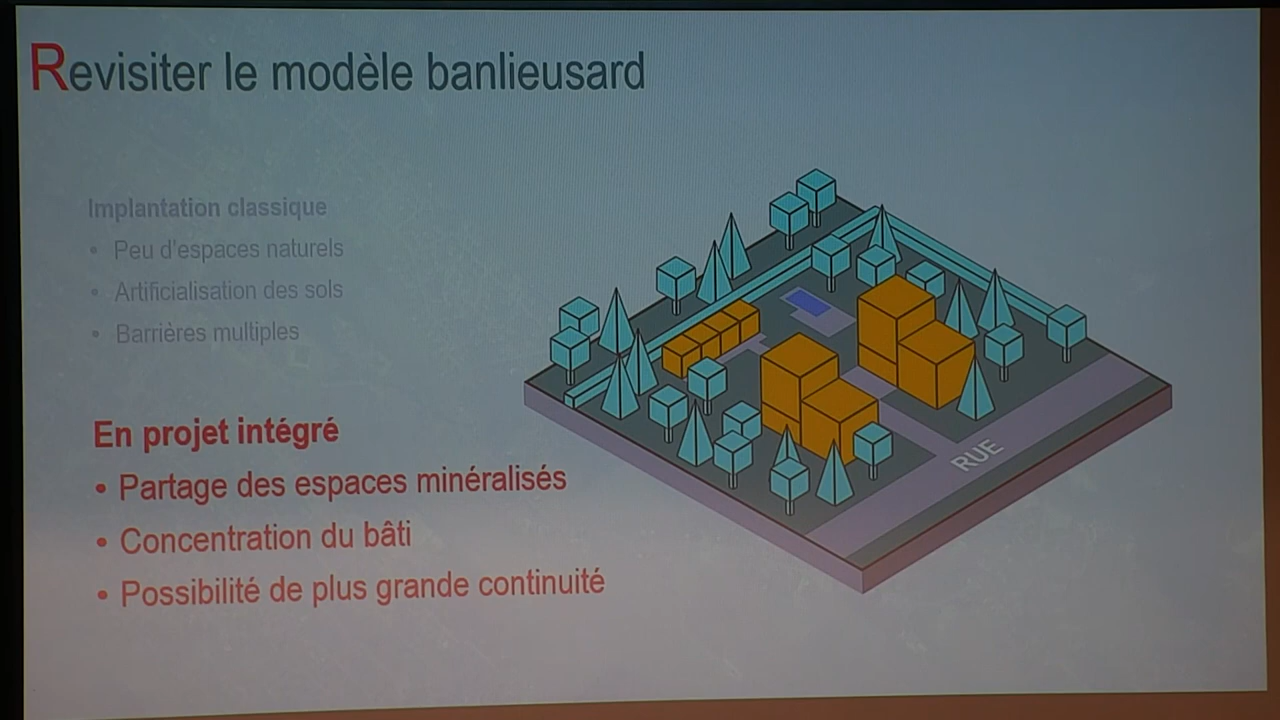 Revisiter le modèle banlieusard
Implantation classique
• Peu d'espaces naturels
• Artificialisation des sols
• Barrières multiples
En projet intégré
• Partage des espaces minéralisés
• Concentration du bâti
• Possibilité de plus grande continuité
RUE